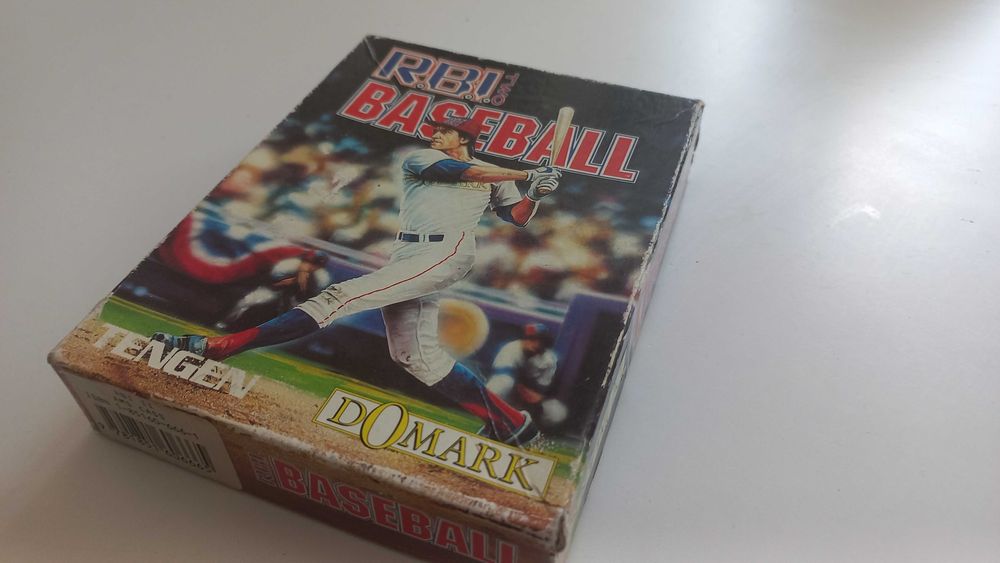 R.B.I. TWO
BASEBALL
TENGEN
DOMARK
BASEBALL